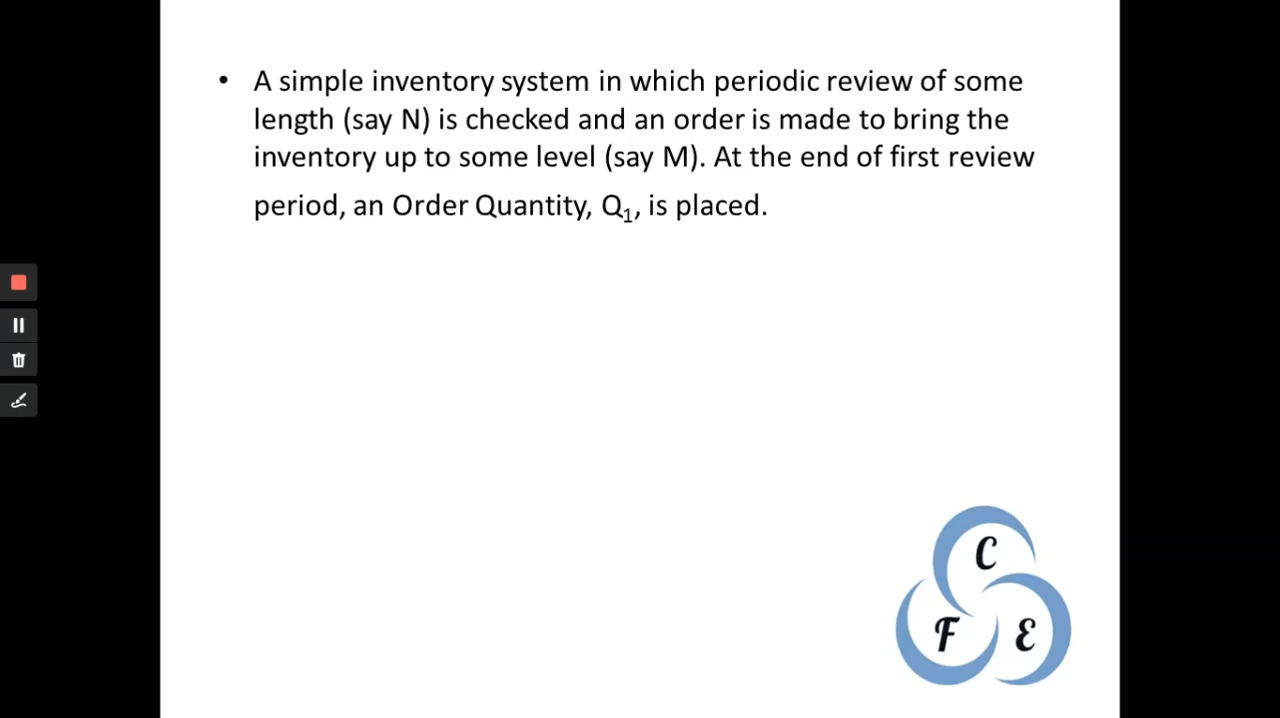 • A simple inventory system in which periodic review of some
length (say N) is checked and an order is made to bring the
inventory up to some level (say M). At the end of first review
period, an Order Quantity, Q₁, is placed.
C
F E